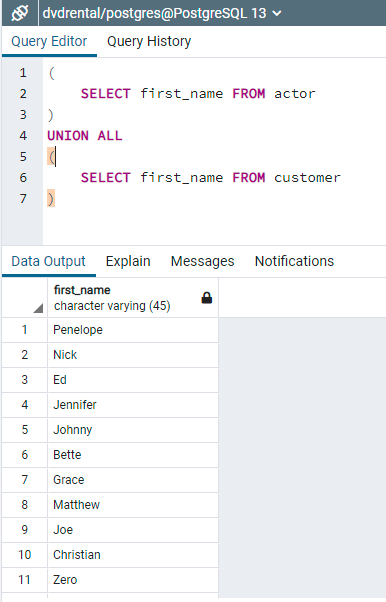 dvdrental/postgres@PostgreSQL 13
Query Editor Query History
1 (
2 SELECT first_name FROM actor
3 )
4 UNION ALL
5 (
6 SELECT first_name FROM customer
7 )
Data Output Explain Messages Notifications
first_name
character varying (45)
1 Penelope
2 Nick
3 Ed
4 Jennifer
5 Johnny
6 Bette
7 Grace
8 Matthew
9 Joe
10 Christian
11 Zero